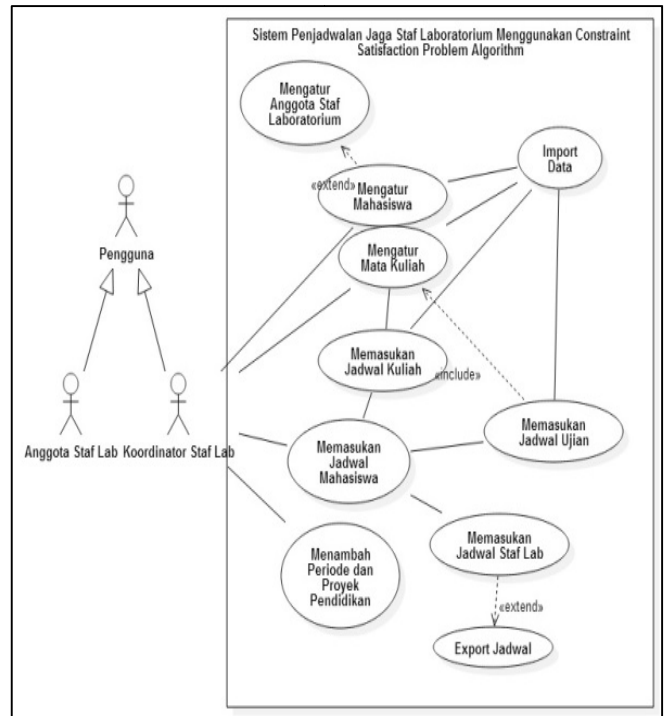 Sistem Penjadwalan Jaga Staf Laboratorium Menggunakan Constraint
Satisfaction Problem Algorithm
Mengatur
Anggota Staf
Laboratorium
Import
Data
«extend»
Mengatur
Mahasiswa
Mengatur
Mata Kuliah
Pengguna
Memasukan
Jadwal Kuliah
«include»
Anggota Staf Lab
Koordinator Staf Lab
Memasukan
Jadwal
Mahasiswa
Memasukan
Jadwal Ujian
Menambah
Periode dan
Proyek
Pendidikan
Memasukan
Jadwal Staf Lab
«extend»
Export Jadwal